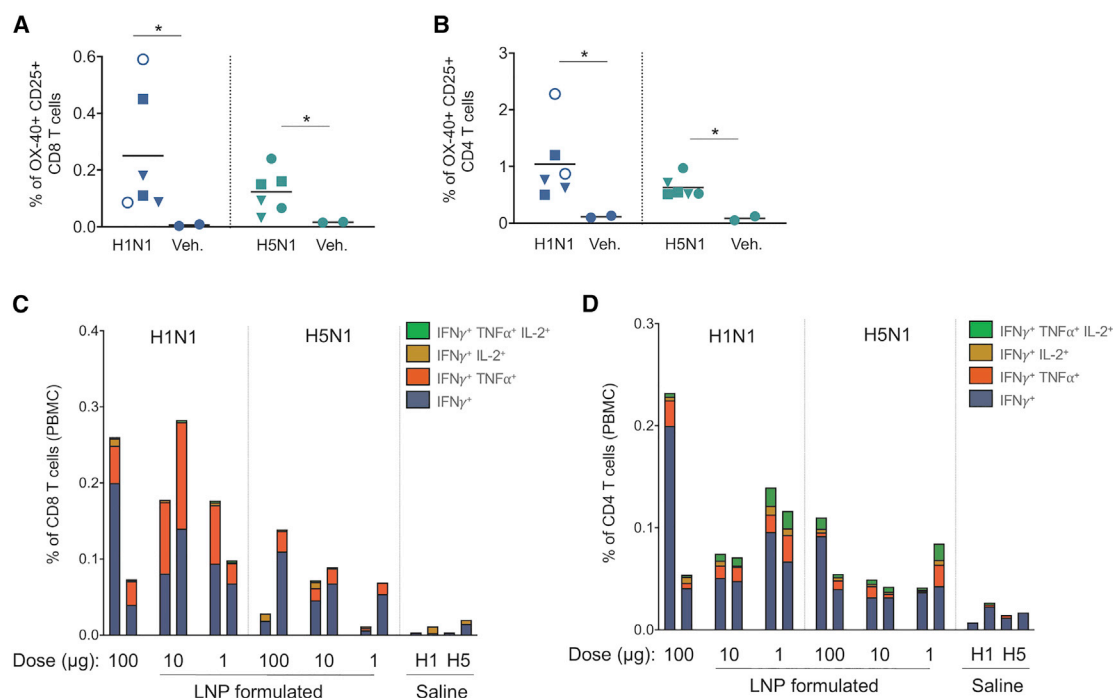 A
% of OX-40+ CD25+
CD8 T cells
0.6
0.4
0.2
0.0
*
*
H1N1 Veh. H5N1 Veh.
B
% of OX-40+ CD25+
CD4 T cells
3
2
1
0
*
*
H1N1 Veh. H5N1 Veh.
C
% of CD8 T cells (PBMC)
0.4
0.3
0.2
0.1
0.0
H1N1 H5N1
IFNγ⁺ TNFα⁺ IL-2⁺
IFNγ⁺ IL-2⁺
IFNγ⁺ TNFα⁺
IFNγ⁺
Dose (μg): 100 10 1 100 10 1 H1 H5
LNP formulated Saline
D
% of CD4 T cells (PBMC)
0.3
0.2
0.1
0.0
H1N1 H5N1
IFNγ⁺ TNFα⁺ IL-2⁺
IFNγ⁺ IL-2⁺
IFNγ⁺ TNFα⁺
IFNγ⁺
100 10 1 100 10 1 H1 H5
LNP formulated Saline